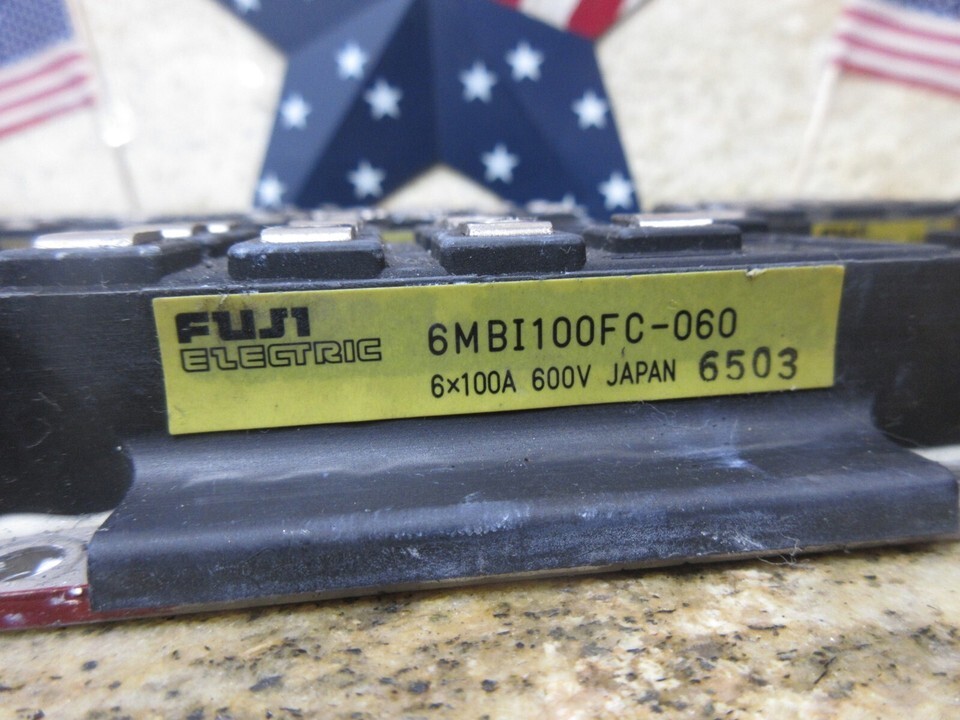 FUJI
ELECTRIC
6MBI100FC-060
6×100A 600V JAPAN 6503